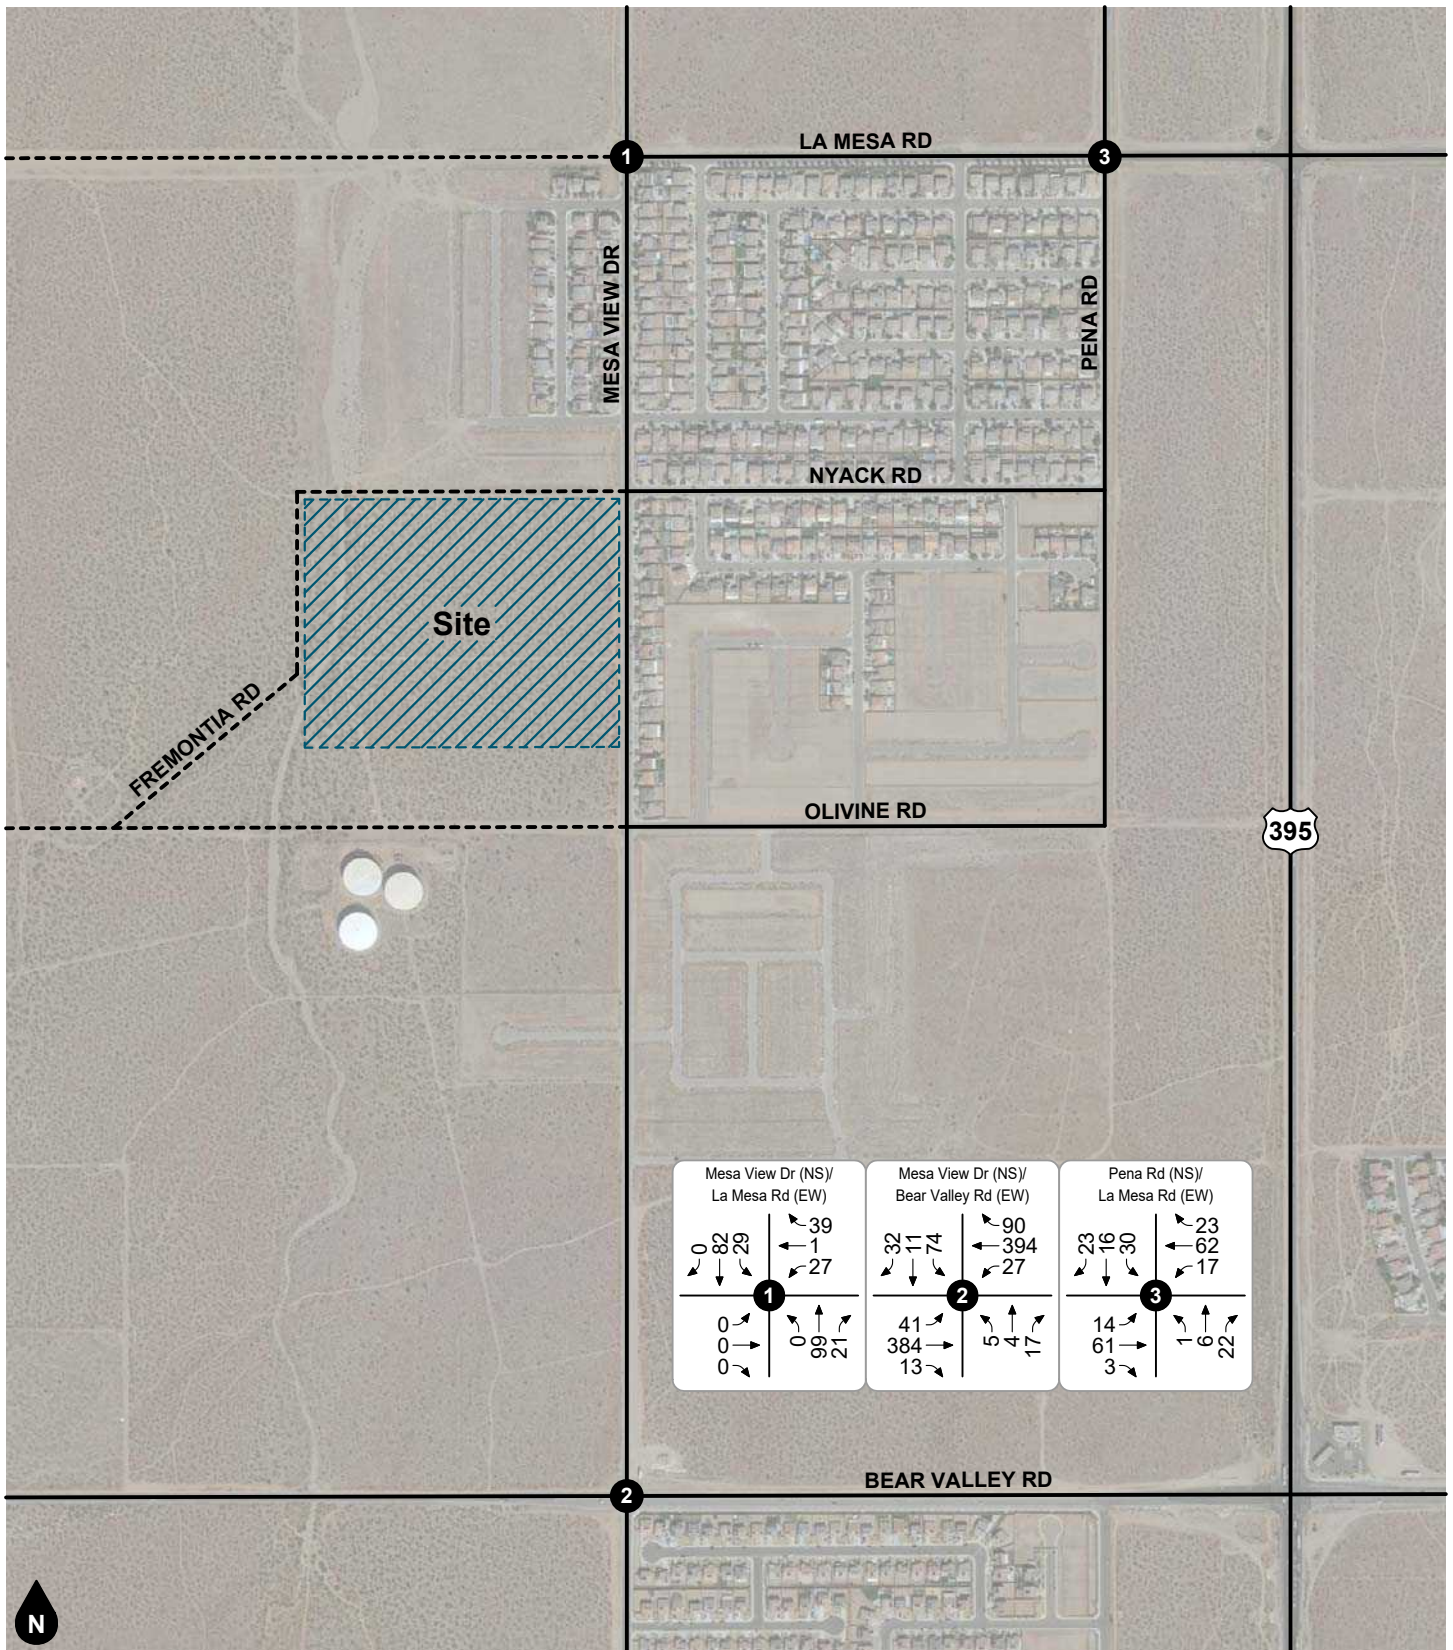 LA MESA RD
1
3
MESA VIEW DR
PENA RD
NYACK RD
Site
FREMONTIA RD
OLIVINE RD
395
Mesa View Dr (NS)/
La Mesa Rd (EW)
0
82
29
39
1
27
1
0
0
0
0
99
21
Mesa View Dr (NS)/
Bear Valley Rd (EW)
32
11
74
90
394
27
2
41
384
13
5
4
17
Pena Rd (NS)/
La Mesa Rd (EW)
23
16
30
23
62
17
3
14
61
3
1
6
22
BEAR VALLEY RD
2
N